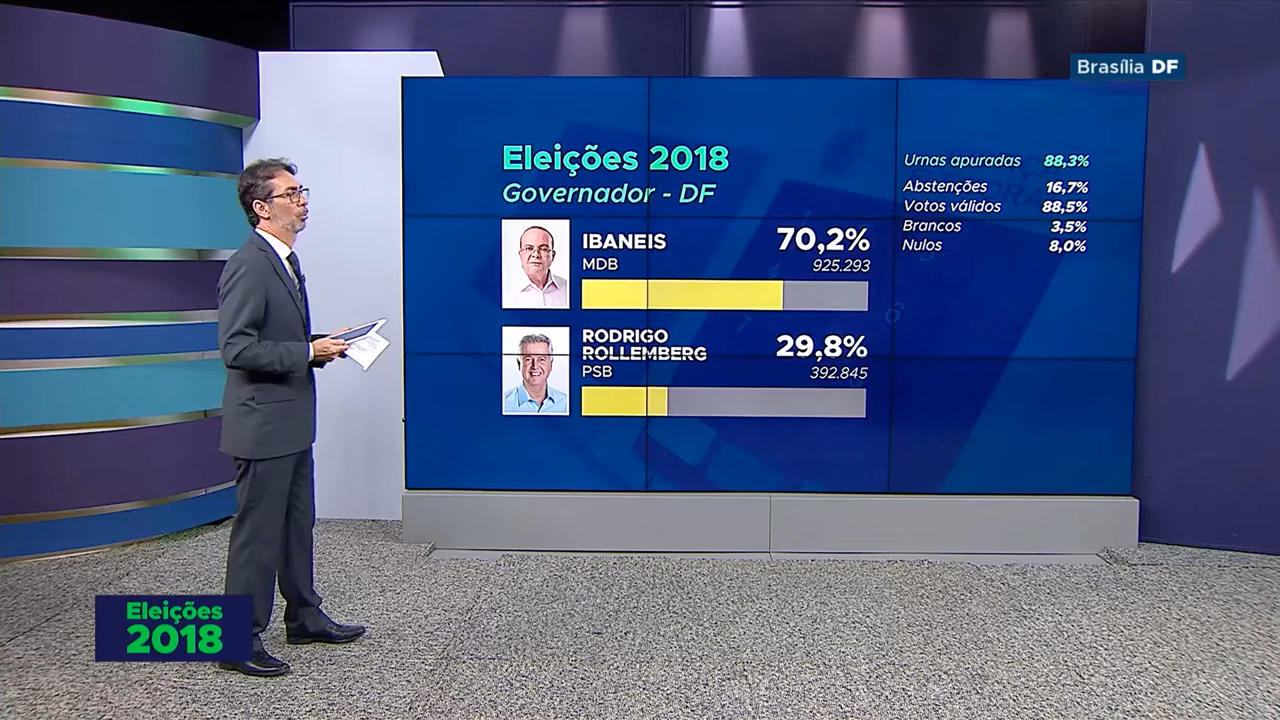 Brasília DF
Eleições 2018
Governador - DF
IBANEIS
MDB
70,2%
925.293
RODRIGO
ROLLEMBERG
PSB
29,8%
392.845
Urnas apuradas 88,3%
Abstenções 16,7%
Votos válidos 88,5%
Brancos 3,5%
Nulos 8,0%
Eleições
2018